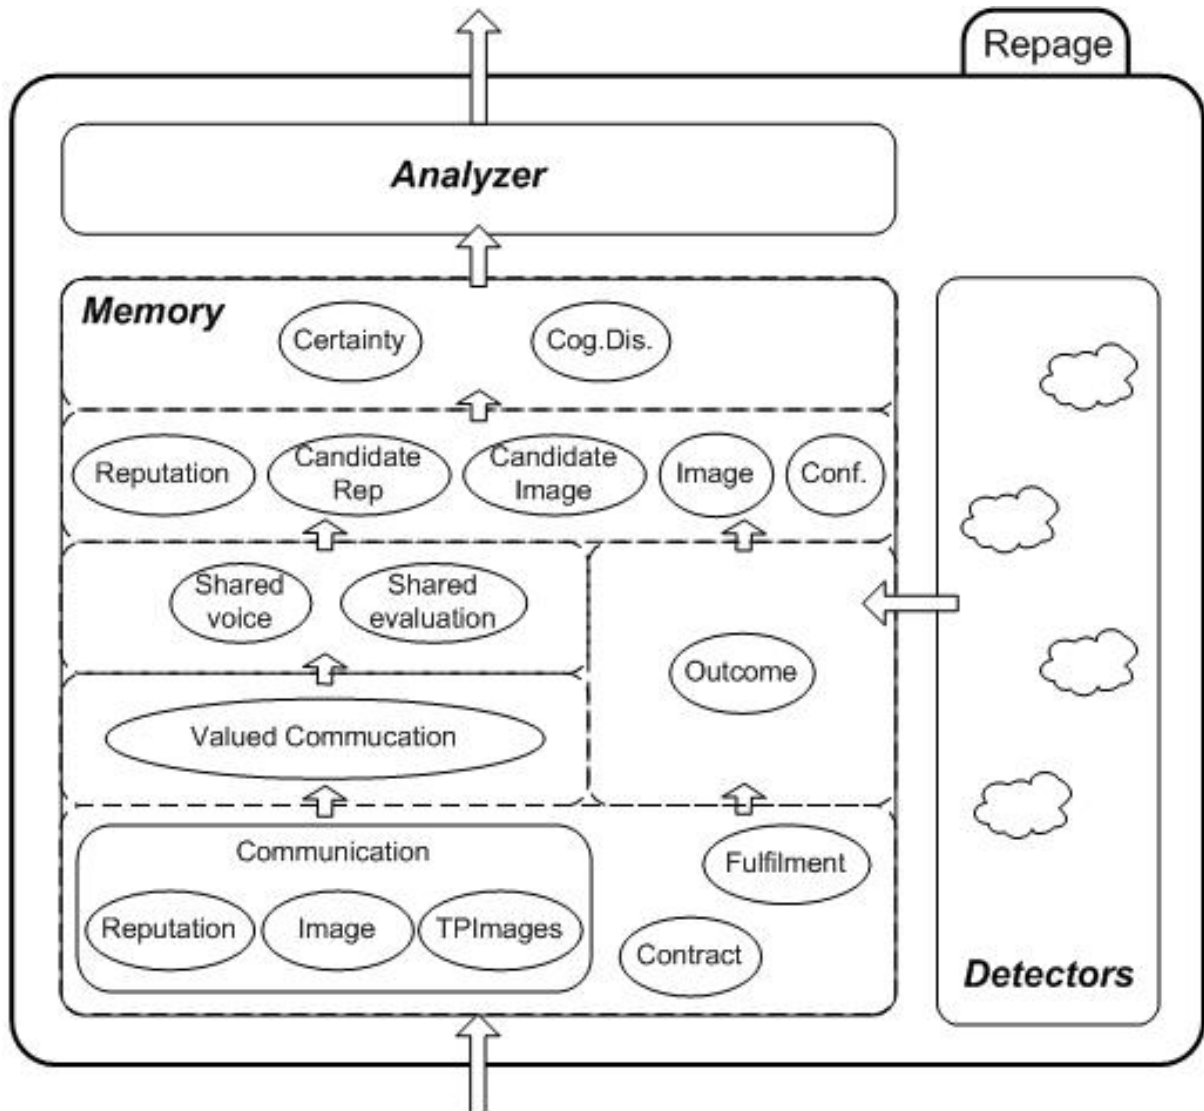 Repage
Analyzer
Memory
Certainty
Cog.Dis.
Reputation
Candidate
Rep
Candidate
Image
Image
Conf.
Shared
voice
Shared
evaluation
Outcome
Valued Commucation
Communication
Fulfilment
Reputation
Image
TPImages
Contract
Detectors